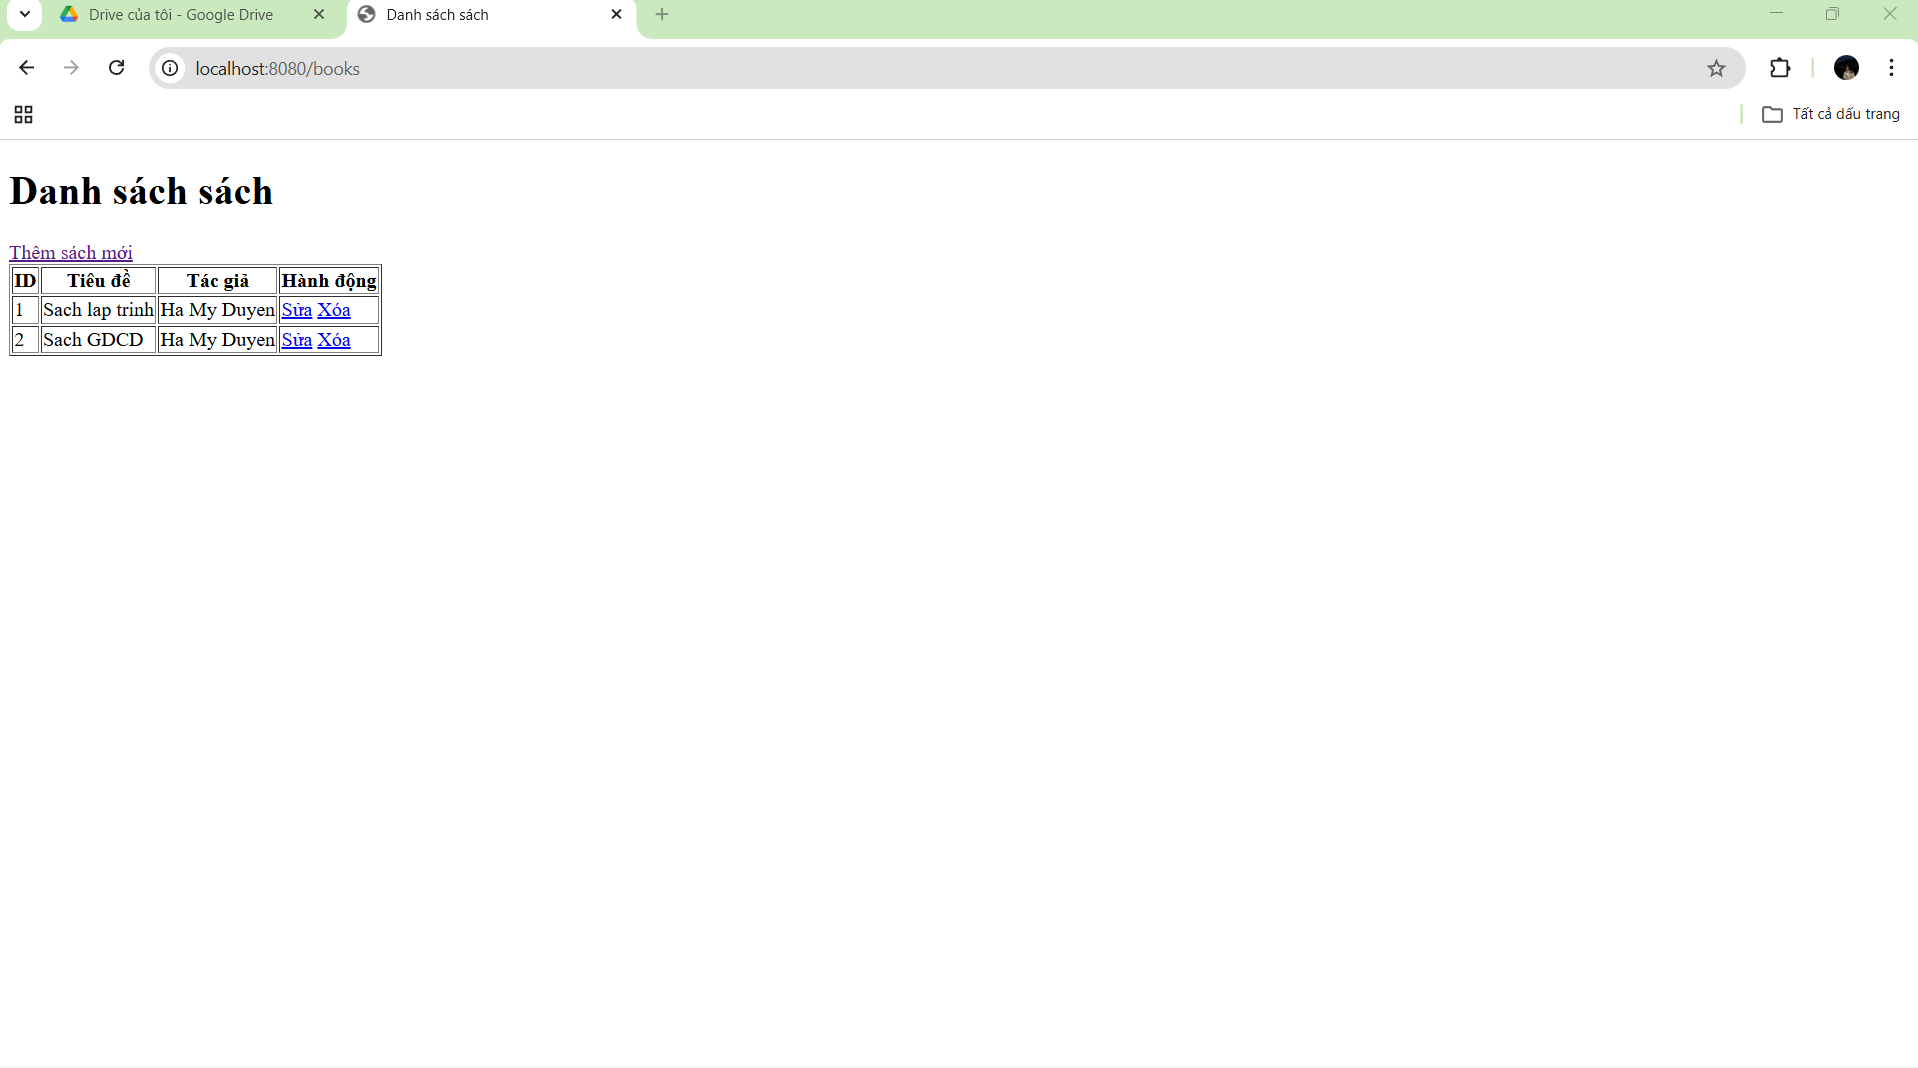 Drive của tôi - Google Drive
Danh sách sách
localhost:8080/books
Tất cả dấu trang
Danh sách sách
Thêm sách mới
ID Tiêu đề Tác giả Hành động
1 Sach lap trinh Ha My Duyen Sửa Xóa
2 Sach GDCD Ha My Duyen Sửa Xóa